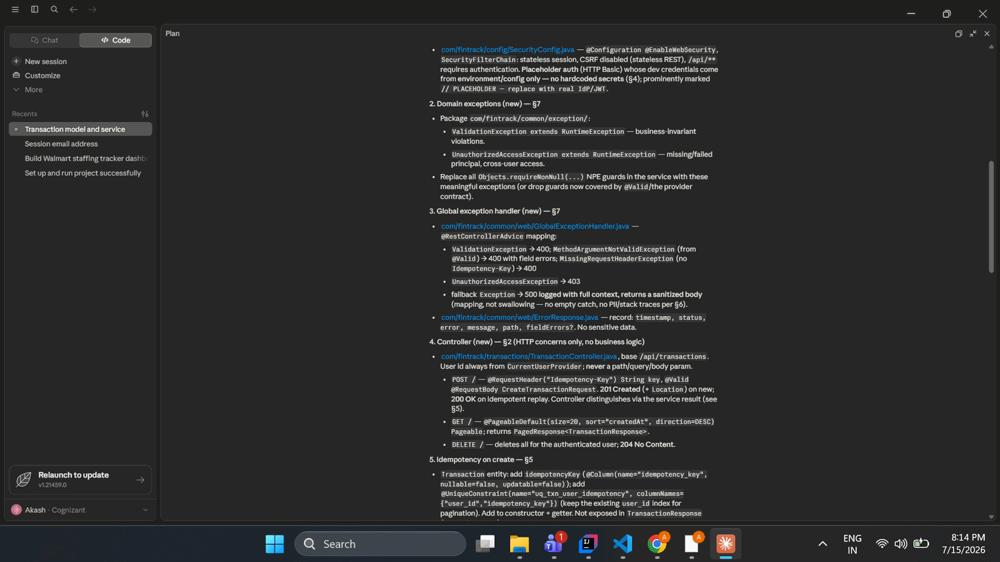 Chat
Code
New session
Customize
More
Recents
Transaction model and service
Session email address
Build Walmart staffing tracker dashbo
Set up and run project successfully
Relaunch to update
v1.21459.0
Akash · Cognizant
Plan
• com/fintrack/config/SecurityConfig.java — @Configuration @EnableWebSecurity,
SecurityFilterChain: stateless session, CSRF disabled (stateless REST), /api/**
requires authentication. Placeholder auth (HTTP Basic) whose dev credentials come
from environment/config only — no hardcoded secrets (§4); prominently marked
// PLACEHOLDER — replace with real IdP/JWT.
2. Domain exceptions (new) — §7
• Package com/fintrack/common/exception/:
• ValidationException extends RuntimeException — business-invariant
violations.
• UnauthorizedAccessException extends RuntimeException — missing/failed
principal, cross-user access.
• Replace all Objects.requireNonNull(...) NPE guards in the service with these
meaningful exceptions (or drop guards now covered by @Valid/the provider
contract).
3. Global exception handler (new) — §7
• com/fintrack/common/web/GlobalExceptionHandler.java —
@RestControllerAdvice mapping:
• ValidationException → 400; MethodArgumentNotValidException (from
@Valid) → 400 with field errors; MissingRequestHeaderException (no
Idempotency-Key) → 400
• UnauthorizedAccessException → 403
• fallback Exception → 500 logged with full context, returns a sanitized body
(mapping, not swallowing — no empty catch, no PII/stack traces per §6).
• com/fintrack/common/web/ErrorResponse.java — record: timestamp, status,
error, message, path, fieldErrors?. No sensitive data.
4. Controller (new) — §2 (HTTP concerns only, no business logic)
• com/fintrack/transactions/TransactionController.java, base /api/transactions.
User id always from CurrentUserProvider; never a path/query/body param.
• POST / — @RequestHeader("Idempotency-Key") String key, @Valid
@RequestBody CreateTransactionRequest. 201 Created (+ Location) on new;
200 OK on idempotent replay. Controller distinguishes via the service result (see
§5).
• GET / — @PageableDefault(size=20, sort="createdAt", direction=DESC)
Pageable; returns PagedResponse<TransactionResponse>.
• DELETE / — deletes all for the authenticated user; 204 No Content.
5. Idempotency on create — §5
• Transaction entity: add idempotencyKey (@Column(name="idempotency_key",
nullable=false, updatable=false)); add
@UniqueConstraint(name="uq_txn_user_idempotency", columnNames=
{"user_id","idempotency_key"}) (keep the existing user_id index for
pagination). Add to constructor + getter. Not exposed in TransactionResponse
Search
1
A
A
ENG
IN
8:14 PM
7/15/2026